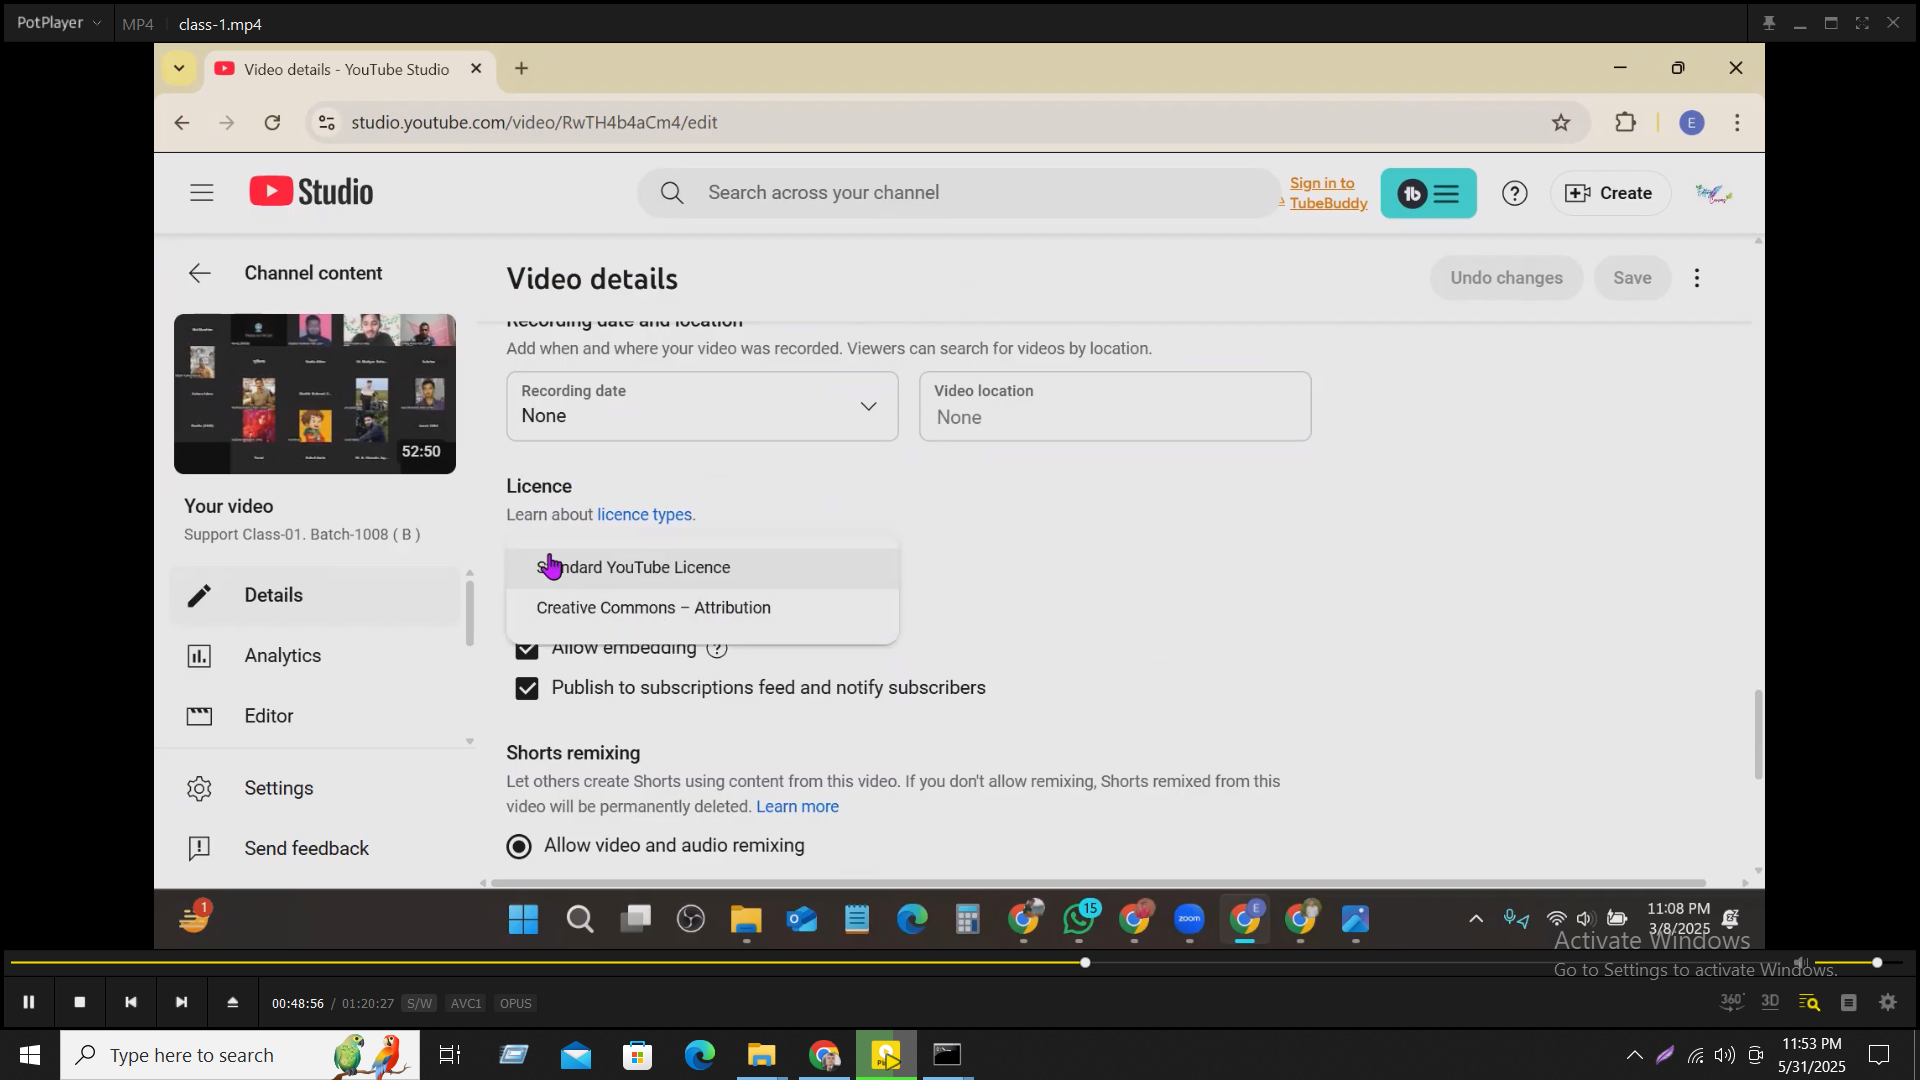 PotPlayer
MP4
class-1.mp4
Video details - YouTube Studio
studio.youtube.com/video/RwTH4b4aCm4/edit
E
Studio
Search across your channel
Sign in to
TubeBuddy
Create
Channel content
Video details
Undo changes
Save
Recording date and location
Add when and where your video was recorded. Viewers can search for videos by location.
Recording date
None
Video location
None
52:50
Your video
Support Class-01. Batch-1008 ( B )
Licence
Learn about licence types.
Standard YouTube Licence
Creative Commons – Attribution
Allow embedding
Publish to subscriptions feed and notify subscribers
Details
Analytics
Editor
Settings
Send feedback
Shorts remixing
Let others create Shorts using content from this video. If you don't allow remixing, Shorts remixed from this
video will be permanently deleted. Learn more
Allow video and audio remixing
1
15
zoom
E
11:08 PM
3/8/2025
Activate Windows
Go to Settings to activate Windows.
00:48:56 / 01:20:27 S/W AVC1 OPUS
360°
3D
Type here to search
11:53 PM
5/31/2025